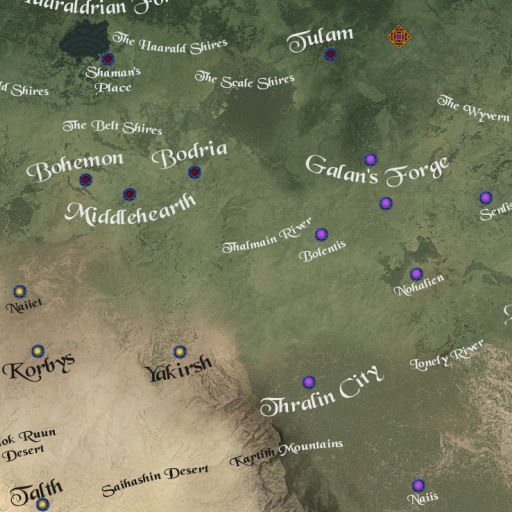 The Haarald Shires
Tulam
Shaman's
Place
The Scale Shires
Shires
The Wyvern
The Belt Shires
Bohemon
Bodria
Galan's Forge
Middlehearth
Thalmain River
Bolentis
Nohalien
Naiiet
Korbys
Yakirsh
Lonely River
Thralin City
Ruun
Desert
Kartith Mountains
Saihashin Desert
Talth
Naiis